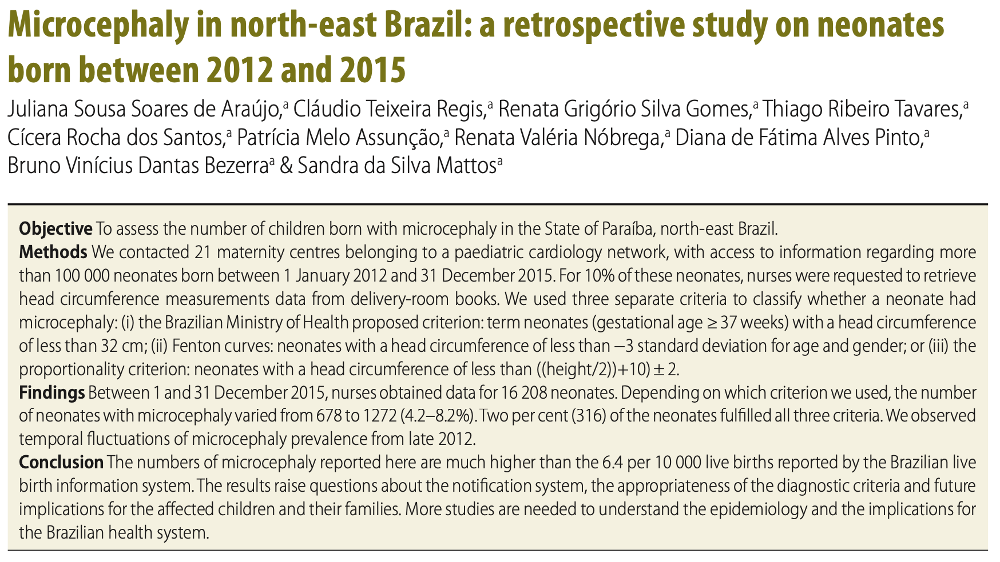 Microcephaly in north-east Brazil: a retrospective study on neonates
born between 2012 and 2015
Juliana Sousa Soares de Araújo,ª Cláudio Teixeira Regis,ª Renata Grigório Silva Gomes,ª Thiago Ribeiro Tavares,ª
Cícera Rocha dos Santos,ª Patrícia Melo Assunção,ª Renata Valéria Nóbrega,ª Diana de Fátima Alves Pinto,ª
Bruno Vinícius Dantas Bezerraª & Sandra da Silva Mattosª
Objective To assess the number of children born with microcephaly in the State of Paraíba, north-east Brazil.
Methods We contacted 21 maternity centres belonging to a paediatric cardiology network, with access to information regarding more
than 100 000 neonates born between 1 January 2012 and 31 December 2015. For 10% of these neonates, nurses were requested to retrieve
head circumference measurements data from delivery-room books. We used three separate criteria to classify whether a neonate had
microcephaly: (i) the Brazilian Ministry of Health proposed criterion: term neonates (gestational age ≥ 37 weeks) with a head circumference
of less than 32 cm; (ii) Fenton curves: neonates with a head circumference of less than −3 standard deviation for age and gender; or (iii) the
proportionality criterion: neonates with a head circumference of less than ((height/2))+10) ± 2.
Findings Between 1 and 31 December 2015, nurses obtained data for 16 208 neonates. Depending on which criterion we used, the number
of neonates with microcephaly varied from 678 to 1272 (4.2–8.2%). Two per cent (316) of the neonates fulfilled all three criteria. We observed
temporal fluctuations of microcephaly prevalence from late 2012.
Conclusion The numbers of microcephaly reported here are much higher than the 6.4 per 10 000 live births reported by the Brazilian live
birth information system. The results raise questions about the notification system, the appropriateness of the diagnostic criteria and future
implications for the affected children and their families. More studies are needed to understand the epidemiology and the implications for
the Brazilian health system.